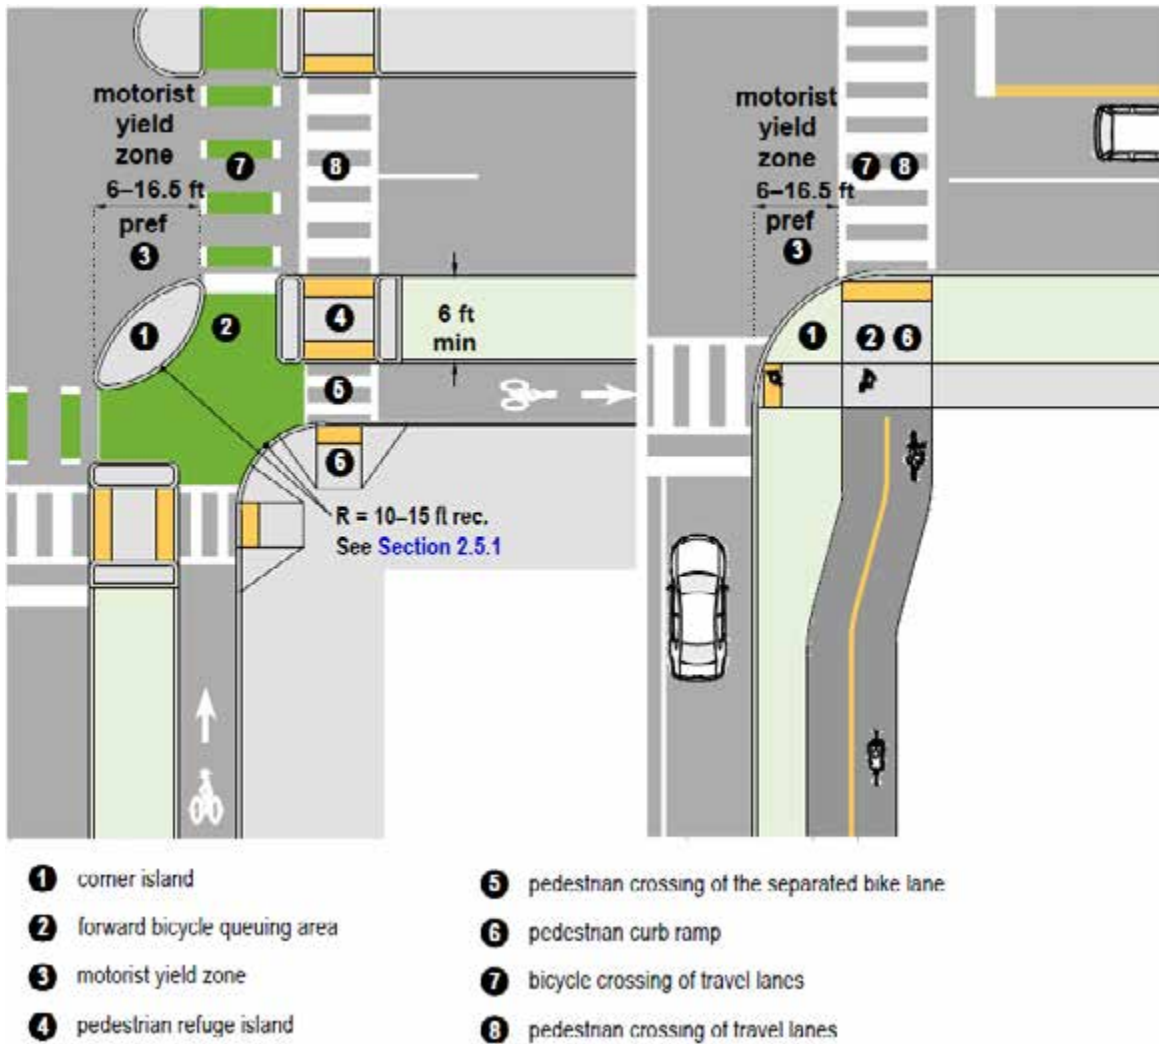 motorist
yield
zone
6–16.5 ft
pref
3
7
8
1
2
4
6 ft
min
5
6
R = 10–15 ft rec.
See Section 2.5.1
motorist
yield
zone
6–16.5 ft
pref
3
7 8
1
2 6
1 corner island
2 forward bicycle queuing area
3 motorist yield zone
4 pedestrian refuge island
5 pedestrian crossing of the separated bike lane
6 pedestrian curb ramp
7 bicycle crossing of travel lanes
8 pedestrian crossing of travel lanes